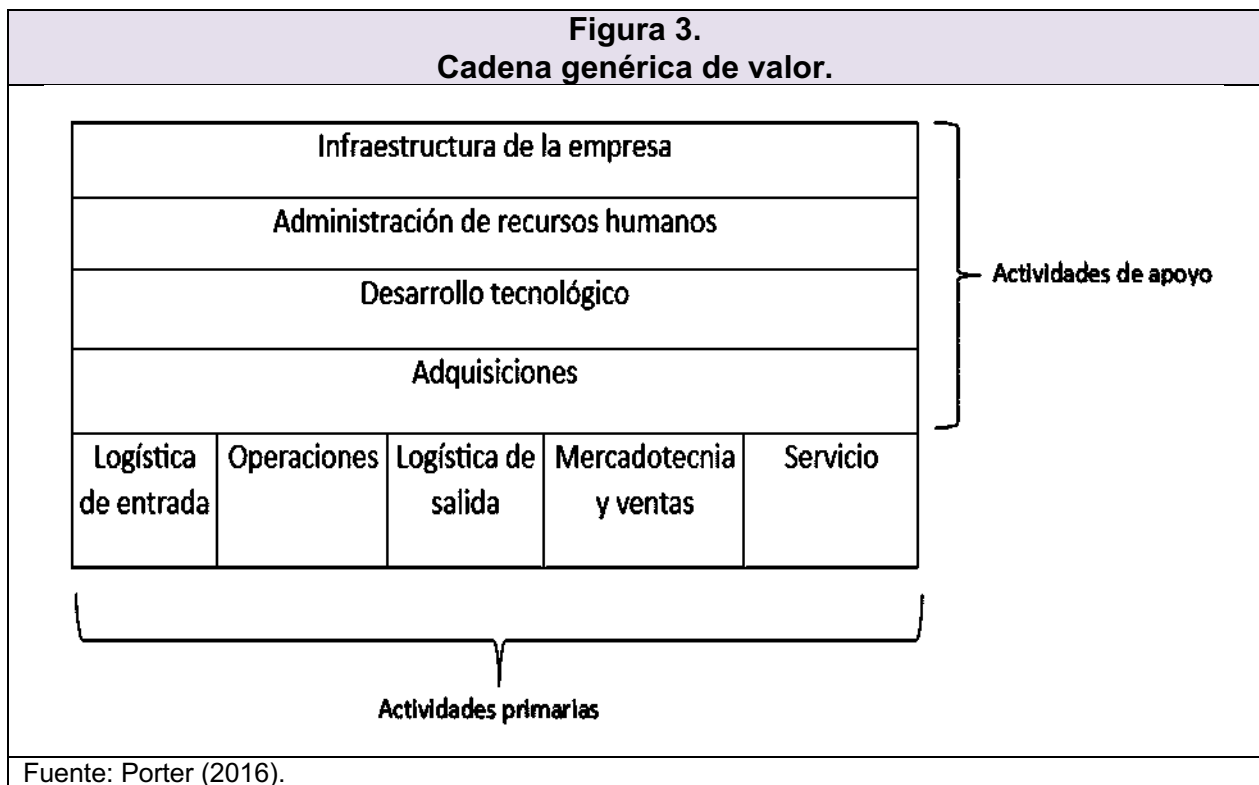 Figura 3.
Cadena genérica de valor.
Infraestructura de la empresa
Administración de recursos humanos
Desarrollo tecnológico
Adquisiciones
Actividades de apoyo
Logística
de entrada
Operaciones
Logística de
salida
Mercadotecnia
y ventas
Servicio
Actividades primarias
Fuente: Porter (2016).